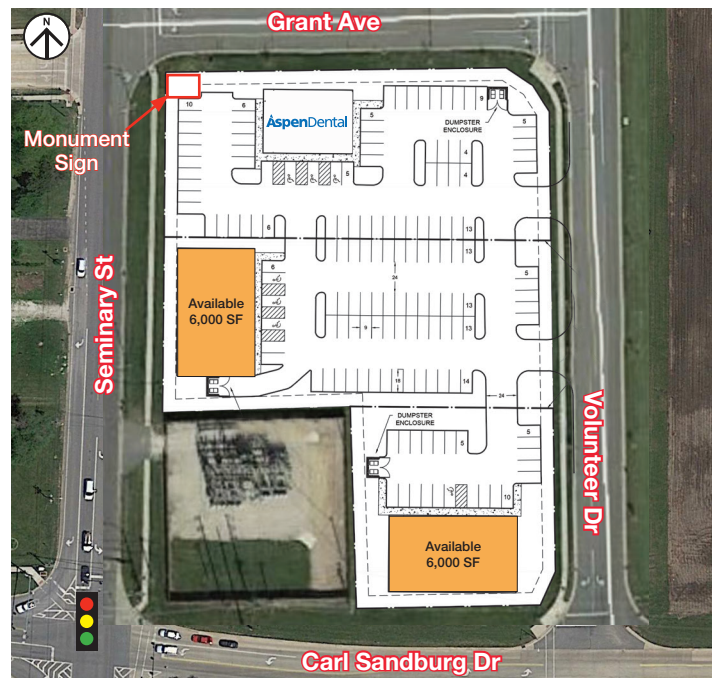 N
Grant Ave
10
6
AspenDental
5
9
DUMPSTER
ENCLOSURE
5
Monument
Sign
4
4
5
6
13
Seminary St
Available
6,000 SF
6
13
24
5
13
9
13
18
14
24
Volunteer Dr
DUMPSTER
ENCLOSURE
5
5
10
Available
6,000 SF
Carl Sandburg Dr